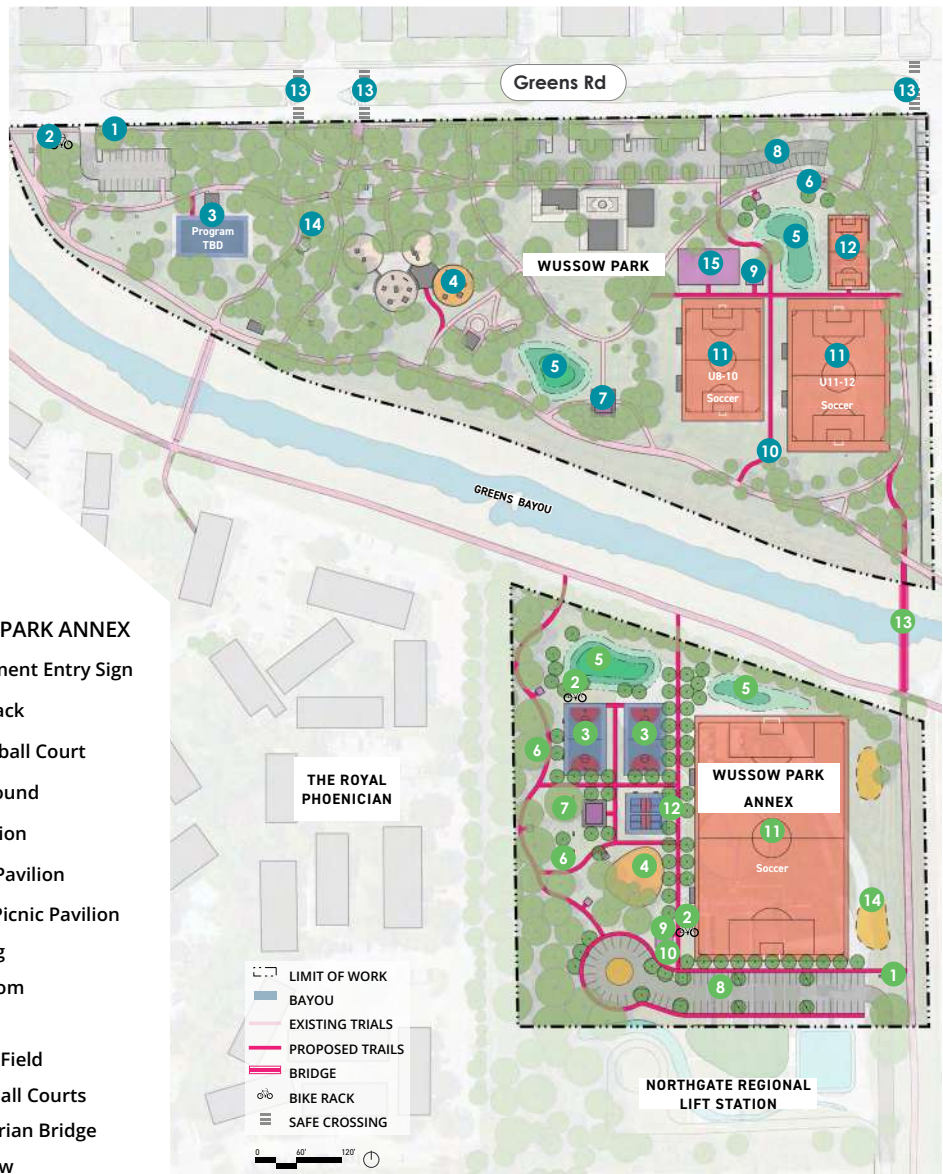 Greens Rd
13
13
13
2
1
8
6
3
Program
TBD
14
5
12
WUSSOW PARK
15
9
4
11
U8-10
Soccer
11
U11-12
Soccer
5
7
10
GREENS BAYOU
13
PARK ANNEX
ment Entry Sign
ack
ball Court
ound
ion
Pavilion
Picnic Pavilion
g
om
Field
all Courts
rian Bridge
w
5
2
5
3
3
6
THE ROYAL
PHOENICIAN
WUSSOW PARK
ANNEX
7
12
11
Soccer
6
4
14
2
9
10
1
8
LIMIT OF WORK
BAYOU
EXISTING TRIALS
PROPOSED TRAILS
BRIDGE
BIKE RACK
SAFE CROSSING
0 60' 120'
NORTHGATE REGIONAL
LIFT STATION